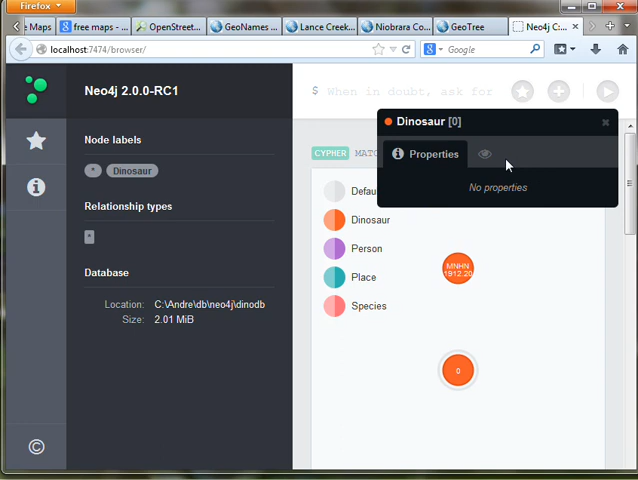 Firefox
e Maps
free maps - ...
OpenStreet...
GeoNames ...
Lance Creek...
Niobrara Co...
GeoTree
Neo4j C:...
localhost:7474/browser/
Google
Neo4j 2.0.0-RC1
$ When in doubt, ask for
Node labels
* Dinosaur
Relationship types
*
Database
Location: C:\Andre\db\neo4j\dinodb
Size: 2.01 MiB
Dinosaur [0]
Properties
No properties
CYPHER MATC
Defau
Dinosaur
Person
Place
Species
MNHN
1912.20
0
©